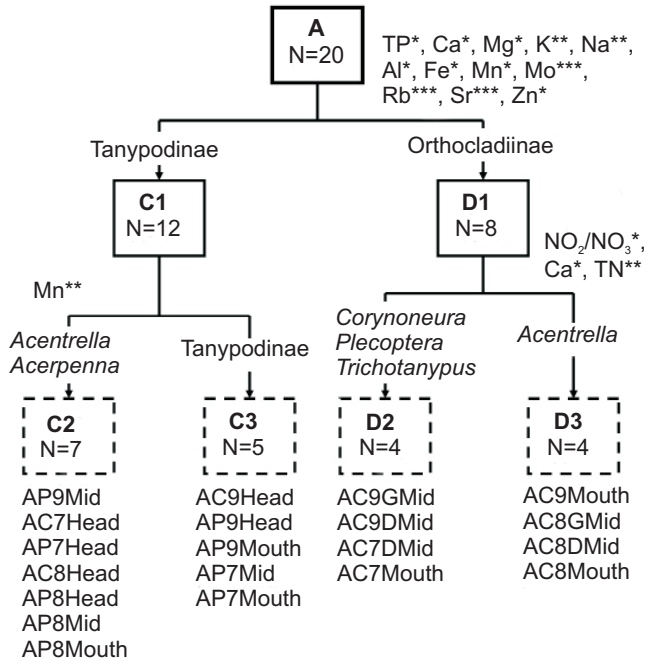 A
N=20
TP*, Ca*, Mg*, K**, Na**,
Al*, Fe*, Mn*, Mo***,
Rb***, Sr***, Zn*
Tanypodinae
Orthocladiinae
C1
N=12
D1
N=8
NO₂/NO₃*,
Ca*, TN**
Mn**
Acentrella
Acerpenna
Tanypodinae
Corynoneura
Plecoptera
Trichotanypus
Acentrella
C2
N=7
C3
N=5
D2
N=4
D3
N=4
AP9Mid
AC7Head
AP7Head
AC8Head
AP8Head
AP8Mid
AP8Mouth
AC9Head
AP9Head
AP9Mouth
AP7Mid
AP7Mouth
AC9GMid
AC9DMid
AC7DMid
AC7Mouth
AC9Mouth
AC8GMid
AC8DMid
AC8Mouth